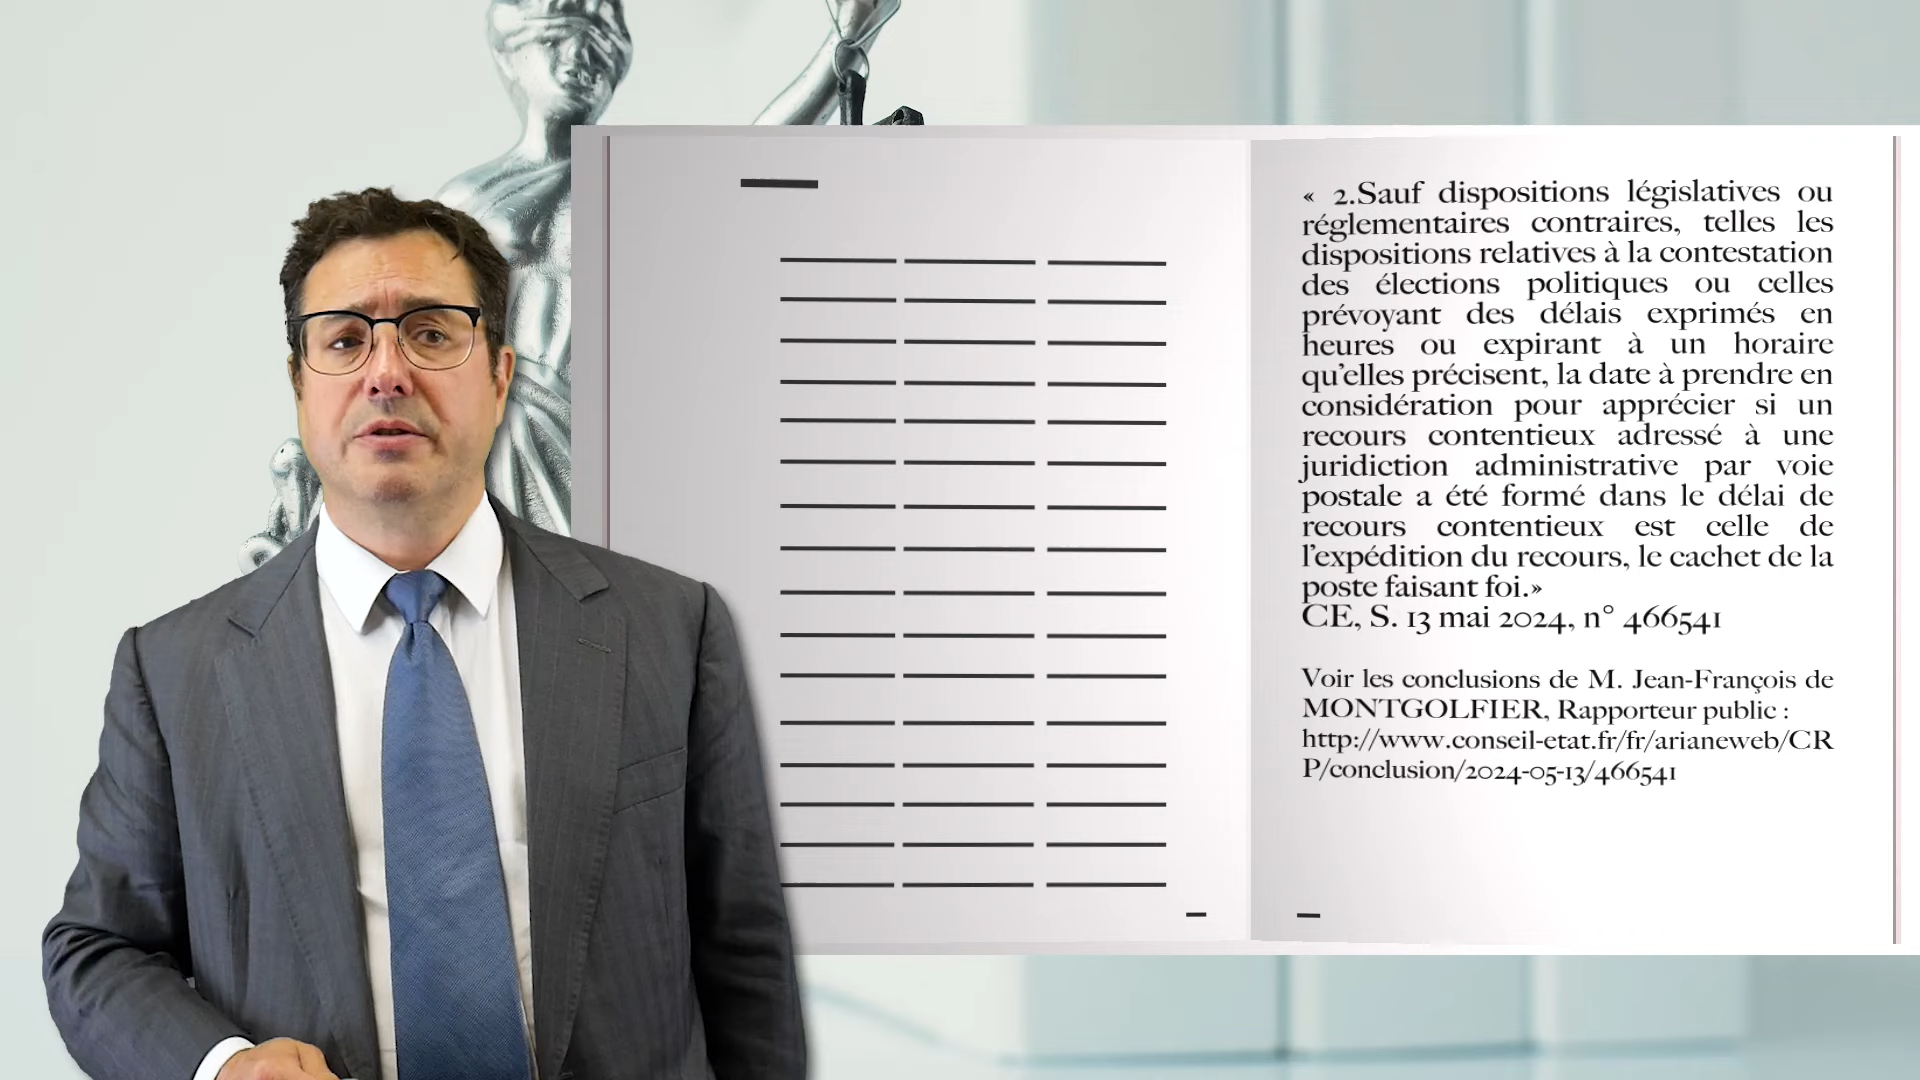 « 2.Sauf dispositions législatives ou
réglementaires contraires, telles les
dispositions relatives à la contestation
des élections politiques ou celles
prévoyant des délais exprimés en
heures ou expirant à un horaire
qu'elles précisent, la date à prendre en
considération pour apprécier si un
recours contentieux adressé à une
juridiction administrative par voie
postale a été formé dans le délai de
recours contentieux est celle de
l'expédition du recours, le cachet de la
poste faisant foi.»
CE, S. 13 mai 2024, n° 466541
Voir les conclusions de M. Jean-François de
MONTGOLFIER, Rapporteur public :
http://www.conseil-etat.fr/fr/arianeweb/CR
P/conclusion/2024-05-13/466541